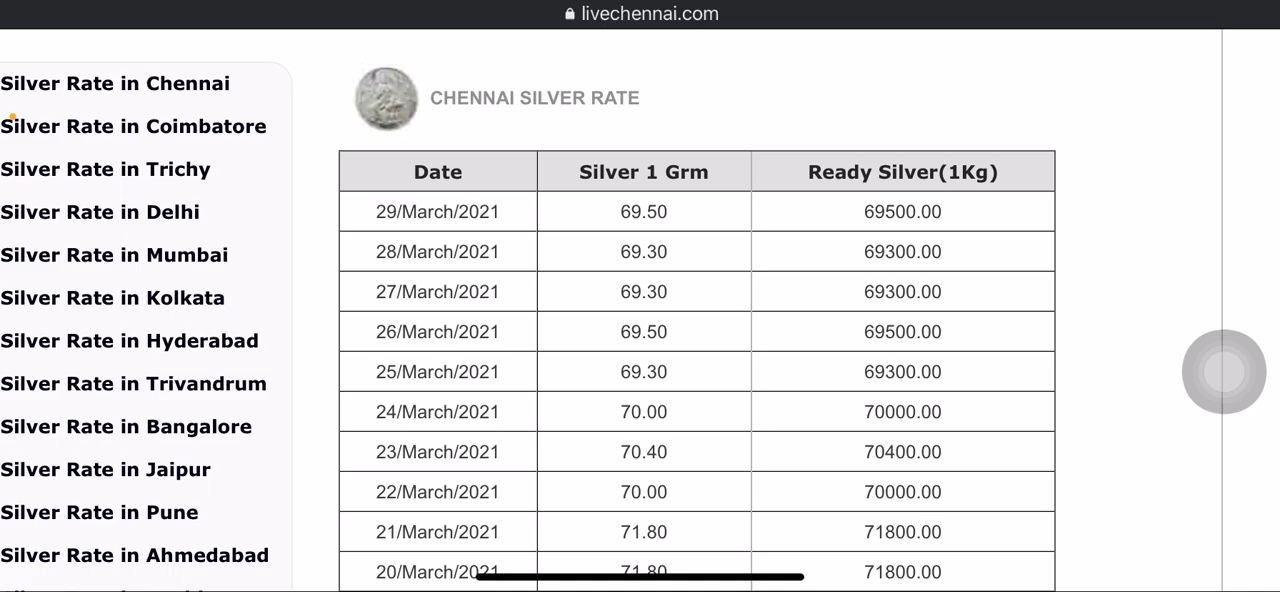 livechennai.com
Silver Rate in Chennai
Silver Rate in Coimbatore
Silver Rate in Trichy
Silver Rate in Delhi
Silver Rate in Mumbai
Silver Rate in Kolkata
Silver Rate in Hyderabad
Silver Rate in Trivandrum
Silver Rate in Bangalore
Silver Rate in Jaipur
Silver Rate in Pune
Silver Rate in Ahmedabad
CHENNAI SILVER RATE
Date Silver 1 Grm Ready Silver(1Kg)
29/March/2021 69.50 69500.00
28/March/2021 69.30 69300.00
27/March/2021 69.30 69300.00
26/March/2021 69.50 69500.00
25/March/2021 69.30 69300.00
24/March/2021 70.00 70000.00
23/March/2021 70.40 70400.00
22/March/2021 70.00 70000.00
21/March/2021 71.80 71800.00
20/March/2021 71.80 71800.00